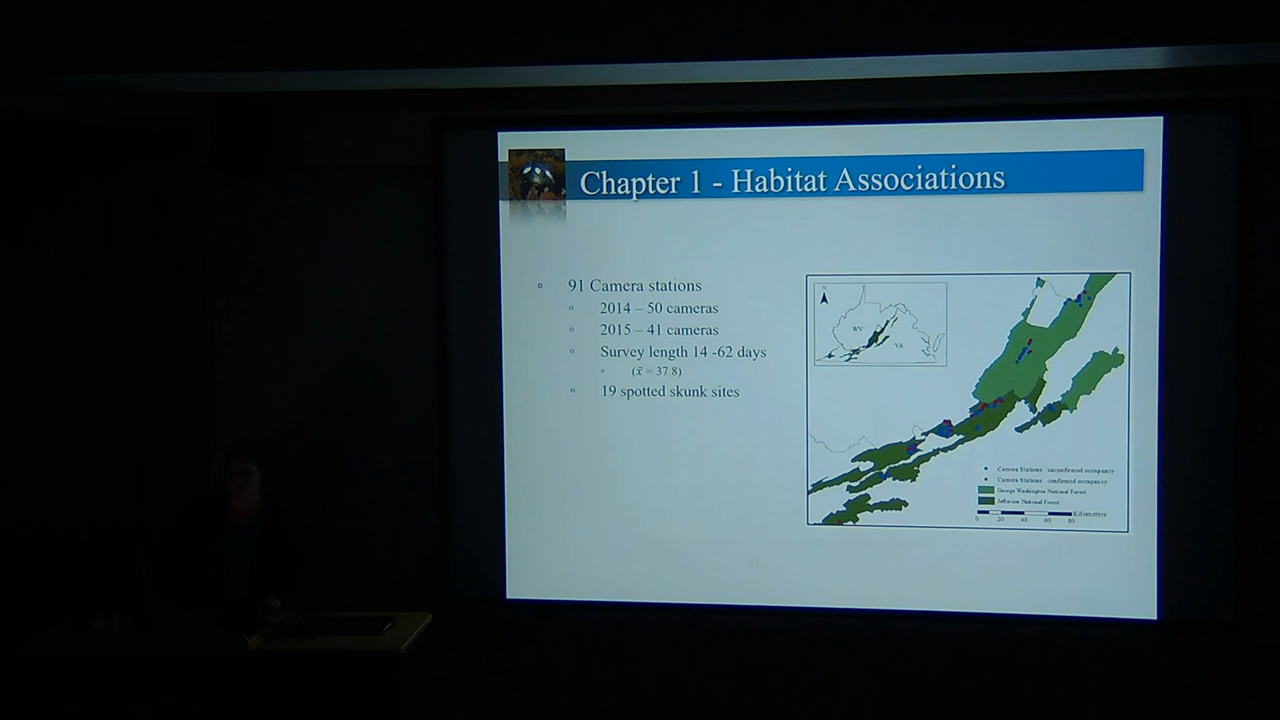 Chapter 1 - Habitat Associations
91 Camera stations
2014 – 50 cameras
2015 – 41 cameras
Survey length 14 -62 days
(x̄ = 37.8)
19 spotted skunk sites
WV
VA
Camera Stations unconfirmed occupancy
Camera Stations confirmed occupancy
George Washington National Forest
Jefferson National Forest
Kilometers
0 20 40 60 80